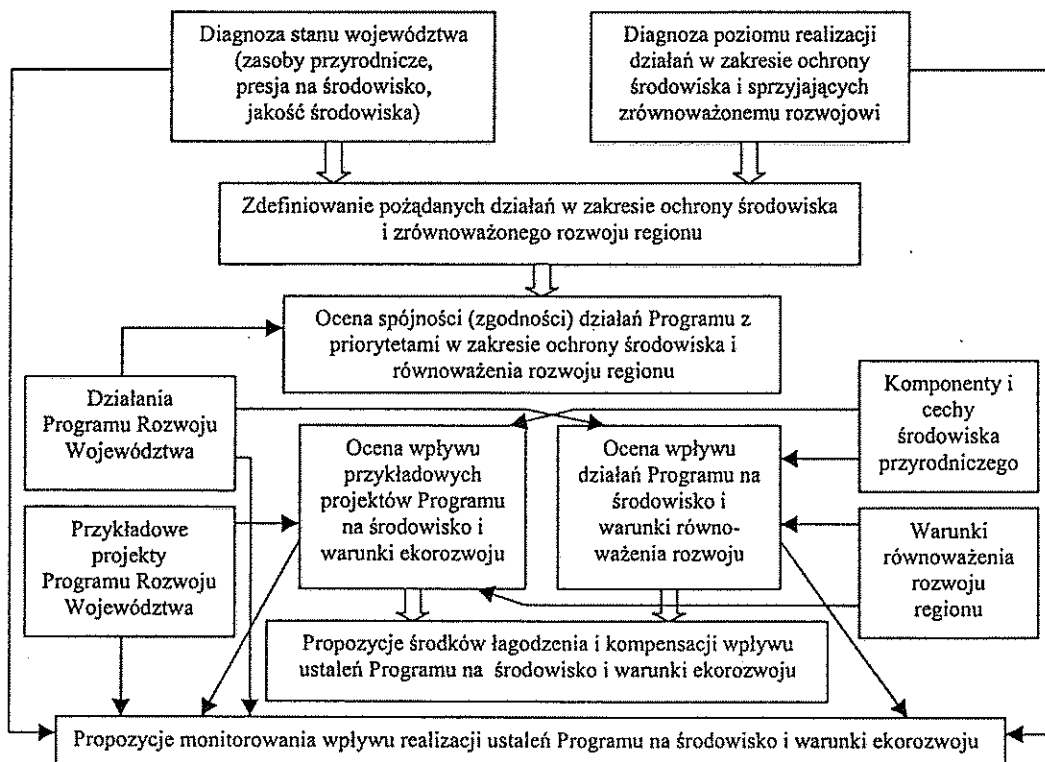 Diagnoza stanu województwa
(zasoby przyrodnicze,
presja na środowisko,
jakość środowiska)
Diagnoza poziomu realizacji
działań w zakresie ochrony
środowiska i sprzyjających
zrównoważonemu rozwojowi
Zdefiniowanie pożądanych działań w zakresie ochrony środowiska
i zrównoważonego rozwoju regionu
Ocena spójności (zgodności) działań Programu z
priorytetami w zakresie ochrony środowiska i
równoważenia rozwoju regionu
Działania
Programu Rozwoju
Województwa
Komponenty i
cechy
środowiska
przyrodniczego
Ocena wpływu
przykładowych
projektów Programu
na środowisko i
warunki ekorozwoju
Ocena wpływu
działań Programu na
środowisko i
warunki równo-
ważenia rozwoju
Przykładowe
projekty
Programu Rozwoju
Województwa
Warunki
równoważenia
rozwoju
regionu
Propozycje środków łagodzenia i kompensacji wpływu
ustaleń Programu na środowisko i warunki ekorozwoju
Propozycje monitorowania wpływu realizacji ustaleń Programu na środowisko i warunki ekorozwoju